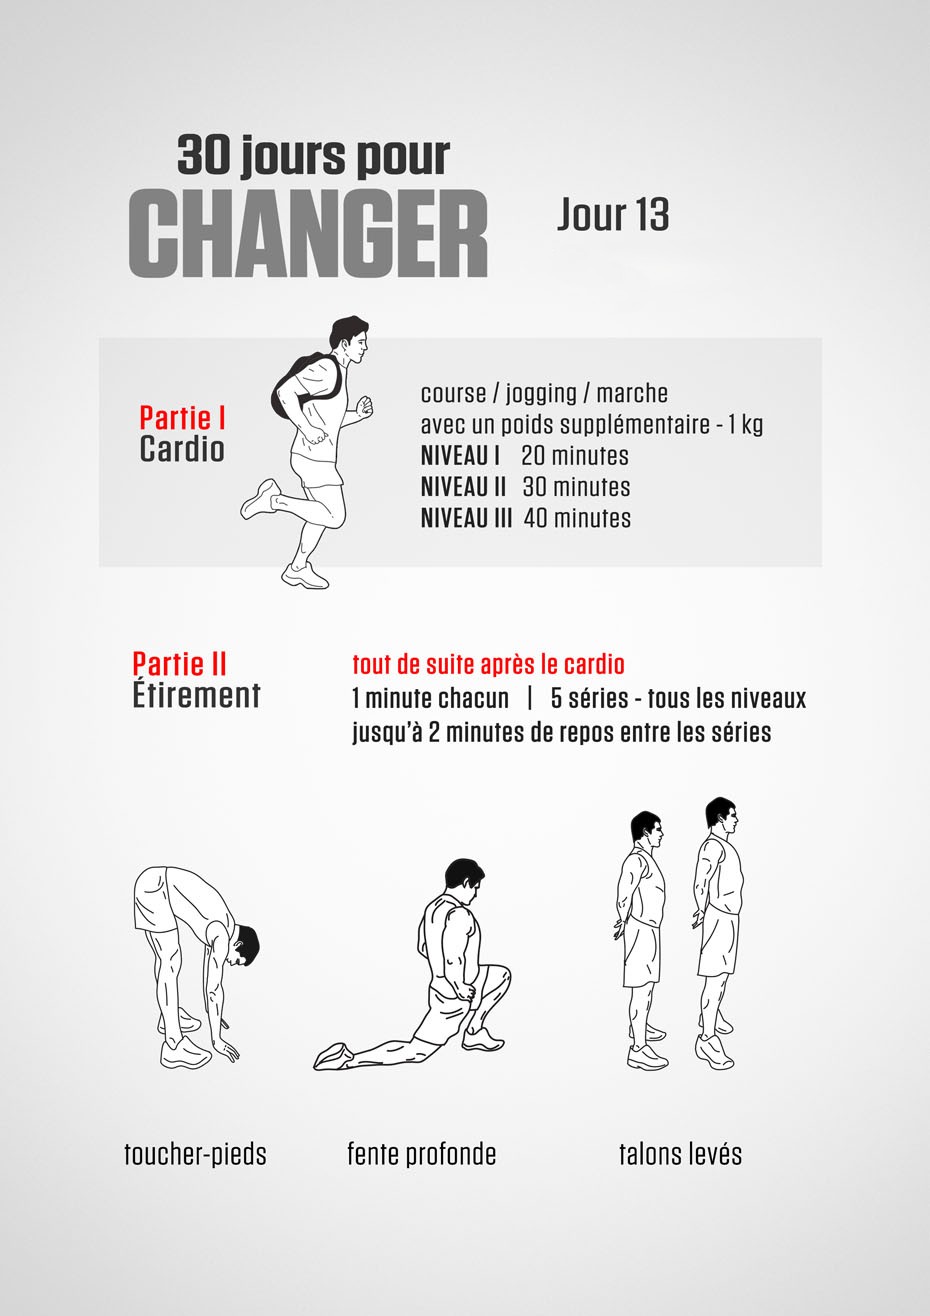 30 jours pour
CHANGER
Jour 13
Partie I
Cardio
course / jogging / marche
avec un poids supplémentaire - 1 kg
NIVEAU I 20 minutes
NIVEAU II 30 minutes
NIVEAU III 40 minutes
Partie II
Étirement
tout de suite après le cardio
1 minute chacun | 5 séries - tous les niveaux
jusqu'à 2 minutes de repos entre les séries
toucher-pieds
fente profonde
talons levés